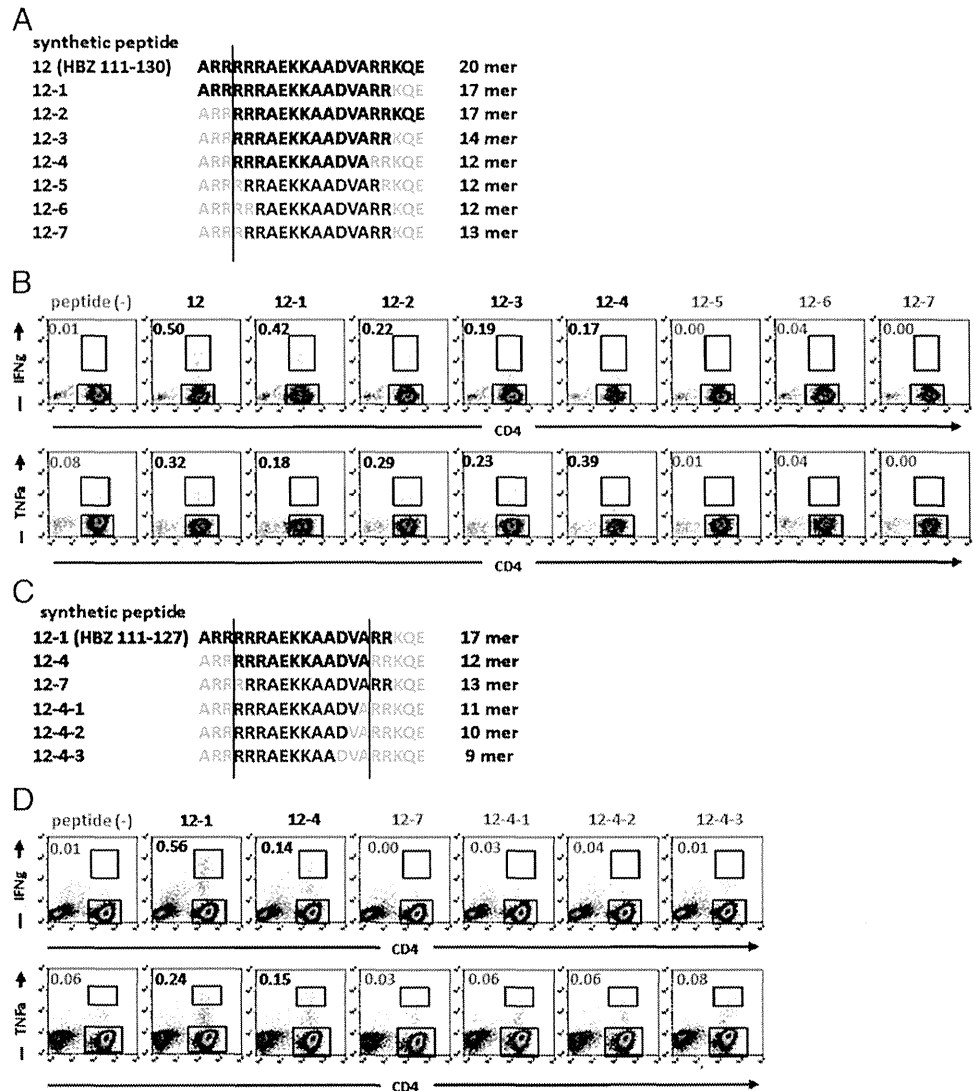 A
synthetic peptide
12 (HBZ 111-130) ARRRRRAEKKAADVARRKQE 20 mer
12-1 ARRRRRAEKKAADVARRKQE 17 mer
12-2 ARRRRRAEKKAADVARRKQE 17 mer
12-3 ARRRRRAEKKAADVARRKQE 14 mer
12-4 ARRRRRAEKKAADVARRKQE 12 mer
12-5 ARRRRRAEKKAADVARRKQE 12 mer
12-6 ARRRRRAEKKAADVARRKQE 12 mer
12-7 ARRRRRAEKKAADVARRKQE 13 mer
B
peptide (-) 12 12-1 12-2 12-3 12-4 12-5 12-6 12-7
IFNg
0.01 0.50 0.42 0.22 0.19 0.17 0.00 0.04 0.00
CD4
TNFa
0.08 0.32 0.18 0.29 0.23 0.39 0.01 0.04 0.00
CD4
C
synthetic peptide
12-1 (HBZ 111-127) ARRRRRAEKKAADVARRKQE 17 mer
12-4 ARRRRRAEKKAADVARRKQE 12 mer
12-7 ARRRRRAEKKAADVARRKQE 13 mer
12-4-1 ARRRRRAEKKAADVARRKQE 11 mer
12-4-2 ARRRRRAEKKAADVARRKQE 10 mer
12-4-3 ARRRRRAEKKAADVARRKQE 9 mer
D
peptide (-) 12-1 12-4 12-7 12-4-1 12-4-2 12-4-3
IFNg
0.01 0.56 0.14 0.00 0.03 0.04 0.01
CD4
TNFa
0.06 0.24 0.15 0.03 0.06 0.06 0.08
CD4